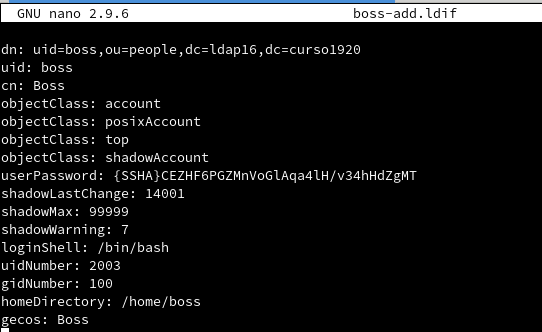 GNU nano 2.9.6 boss-add.ldif
dn: uid=boss,ou=people,dc=ldap16,dc=curso1920
uid: boss
cn: Boss
objectClass: account
objectClass: posixAccount
objectClass: top
objectClass: shadowAccount
userPassword: {SSHA}CEZHF6PGZMnVoGlAqa4lH/v34hHdZgMT
shadowLastChange: 14001
shadowMax: 99999
shadowWarning: 7
loginShell: /bin/bash
uidNumber: 2003
gidNumber: 100
homeDirectory: /home/boss
gecos: Boss